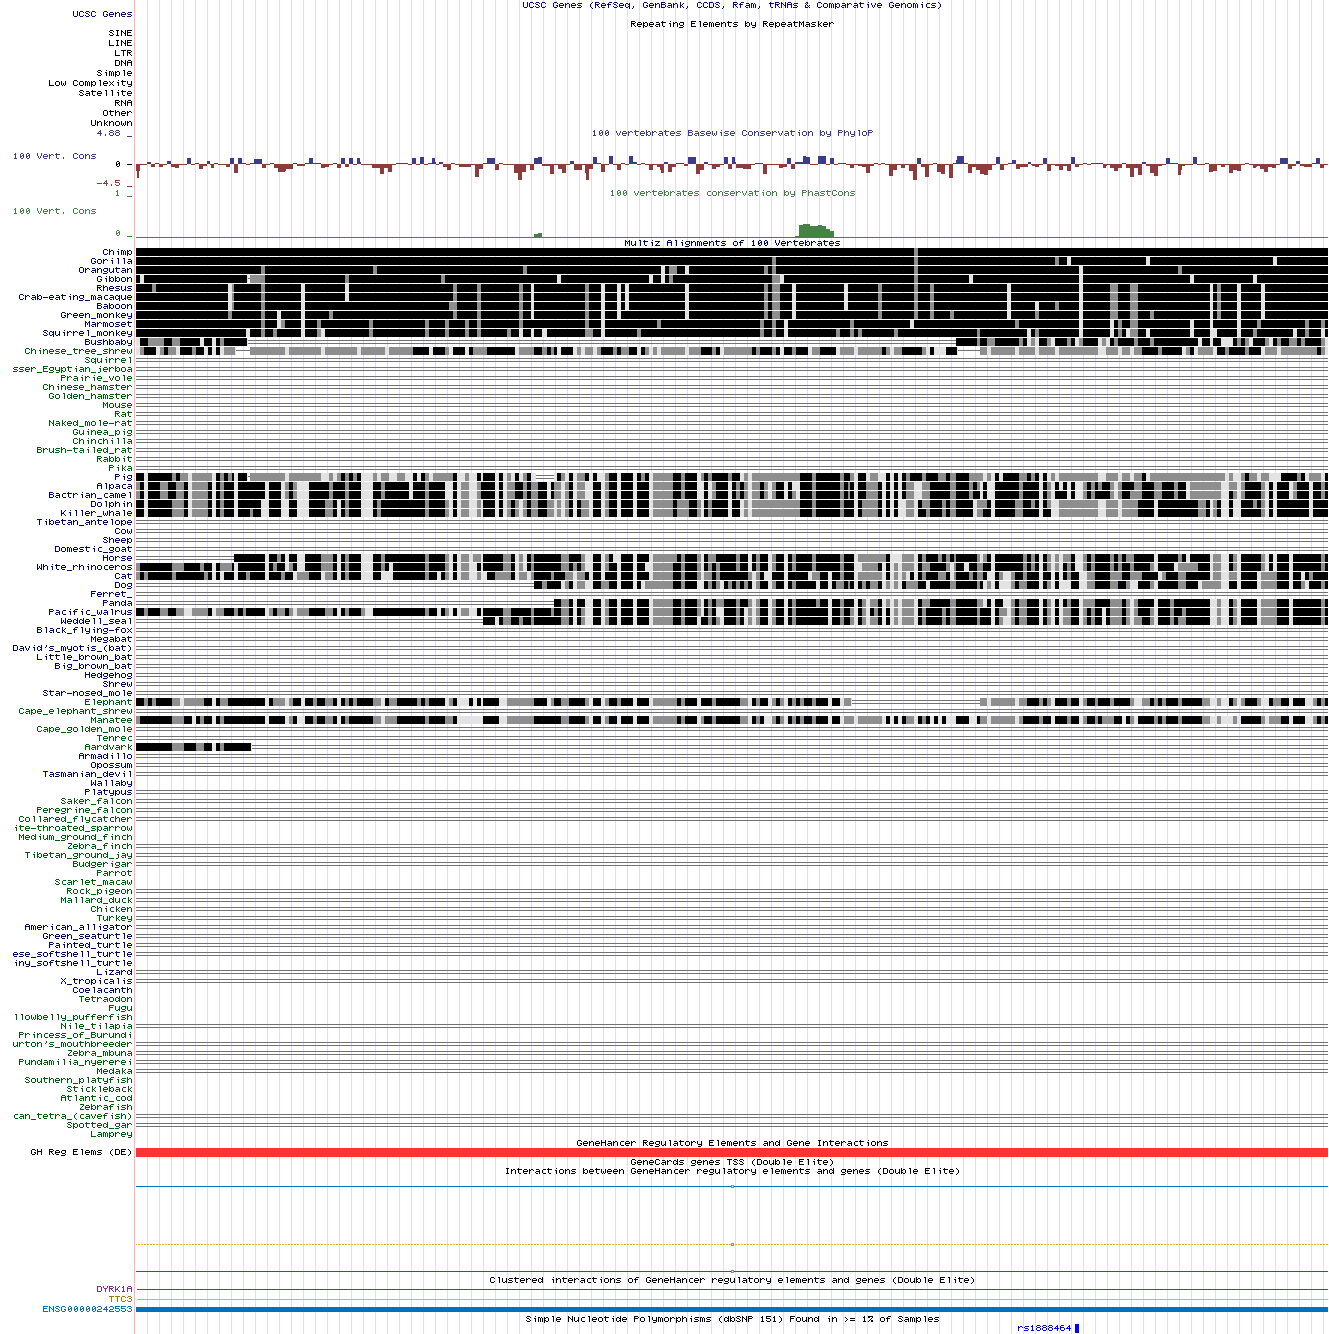 UCSC Genes (RefSeq, GenBank, CCDS, Rfam, tRNAs & Comparative Genomics)
UCSC Genes
Repeating Elements by RepeatMasker
SINE
LINE
LTR
DNA
Simple
Low Complexity
Satellite
RNA
Other
Unknown
100 vertebrates Basewise Conservation by PhyloP
4.88 _
100 Vert. Cons
0 _
-4.5 _
100 vertebrates conservation by PhastCons
1 _
100 Vert. Cons
0 _
Multiz Alignments of 100 Vertebrates
Chimp
Gorilla
Orangutan
Gibbon
Rhesus
Crab-eating_macaque
Baboon
Green_monkey
Marmoset
Squirrel_monkey
Bushbaby
Chinese_tree_shrew
Squirrel
sser_Egyptian_jerboa
Prairie_vole
Chinese_hamster
Golden_hamster
Mouse
Rat
Naked_mole-rat
Guinea_pig
Chinchilla
Brush-tailed_rat
Rabbit
Pika
Pig
Alpaca
Bactrian_camel
Dolphin
Killer_whale
Tibetan_antelope
Cow
Sheep
Domestic_goat
Horse
White_rhinoceros
Cat
Dog
Ferret_
Panda
Pacific_walrus
Weddell_seal
Black_flying-fox
Megabat
David's_myotis_(bat)
Little_brown_bat
Big_brown_bat
Hedgehog
Shrew
Star-nosed_mole
Elephant
Cape_elephant_shrew
Manatee
Cape_golden_mole
Tenrec
Aardvark
Armadillo
Opossum
Tasmanian_devil
Wallaby
Platypus
Saker_falcon
Peregrine_falcon
Collared_flycatcher
ite-throated_sparrow
Medium_ground_finch
Zebra_finch
Tibetan_ground_jay
Budgerigar
Parrot
Scarlet_macaw
Rock_pigeon
Mallard_duck
Chicken
Turkey
American_alligator
Green_seaturtle
Painted_turtle
ese_softshell_turtle
iny_softshell_turtle
Lizard
X_tropicalis
Coelacanth
Tetraodon
Fugu
llowbelly_pufferfish
Nile_tilapia
Princess_of_Burundi
urton's_mouthbreeder
Zebra_mbuna
Pundamilia_nyererei
Medaka
Southern_platyfish
Stickleback
Atlantic_cod
Zebrafish
can_tetra_(cavefish)
Spotted_gar
Lamprey
GeneHancer Regulatory Elements and Gene Interactions
GH Reg Elems (DE)
GeneCards genes TSS (Double Elite)
Interactions between GeneHancer regulatory elements and genes (Double Elite)
Clustered interactions of GeneHancer regulatory elements and genes (Double Elite)
DYRK1A
TTC3
ENSG00000242553
Simple Nucleotide Polymorphisms (dbSNP 151) Found in >= 1% of Samples
rs1888464